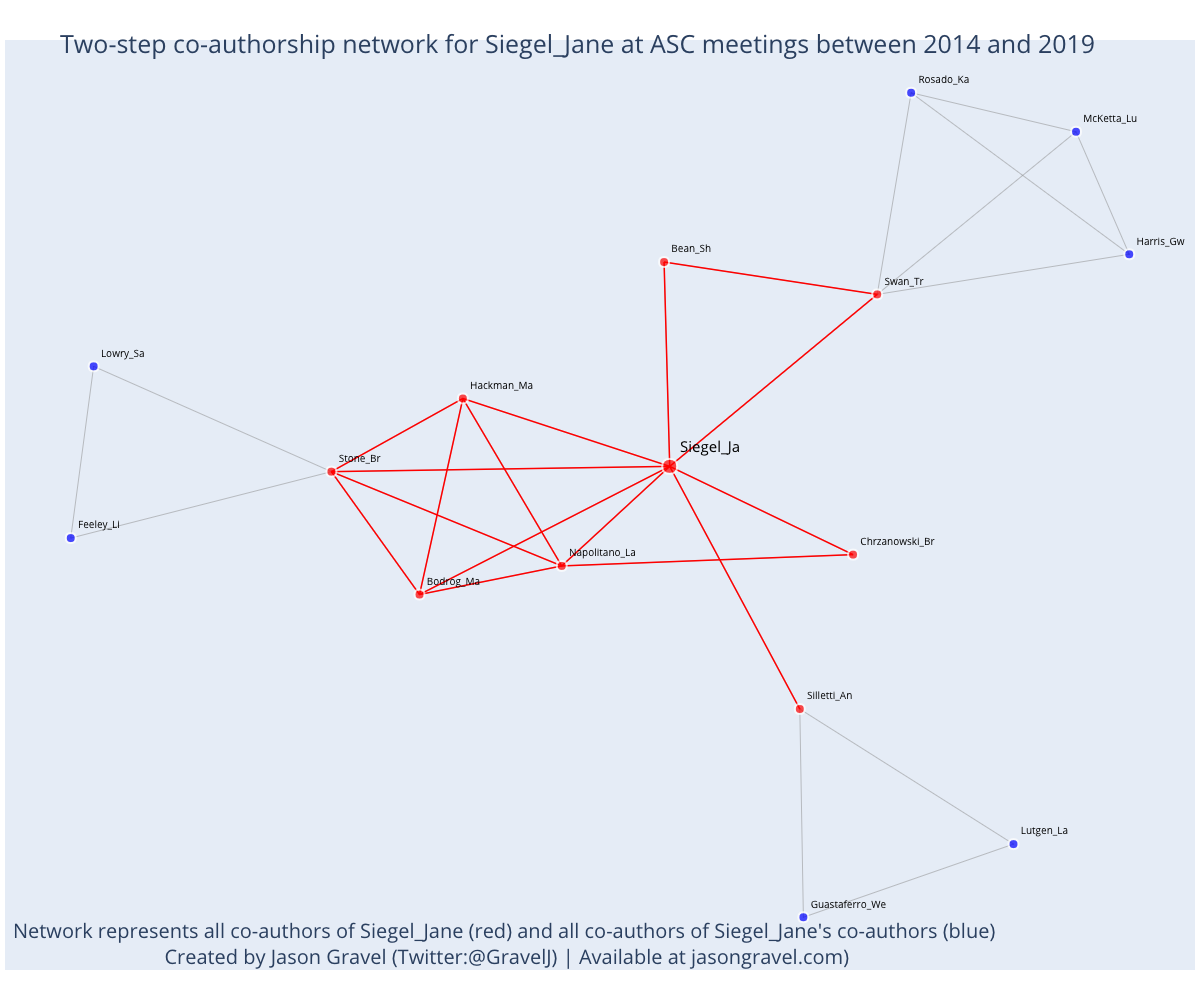 Two-step co-authorship network for Siegel_Jane at ASC meetings between 2014 and 2019
Rosado_Ka
McKetta_Lu
Harris_Gw
Bean_Sh
Swan_Tr
Lowry_Sa
Hackman_Ma
Siegel_Ja
Stone_Br
Feeley_Li
Chrzanowski_Br
Napolitano_La
Bodrog_Ma
Silletti_An
Lutgen_La
Guastaferro_We
Network represents all co-authors of Siegel_Jane (red) and all co-authors of Siegel_Jane's co-authors (blue)
Created by Jason Gravel (Twitter:@GravelJ) | Available at jasongravel.com)